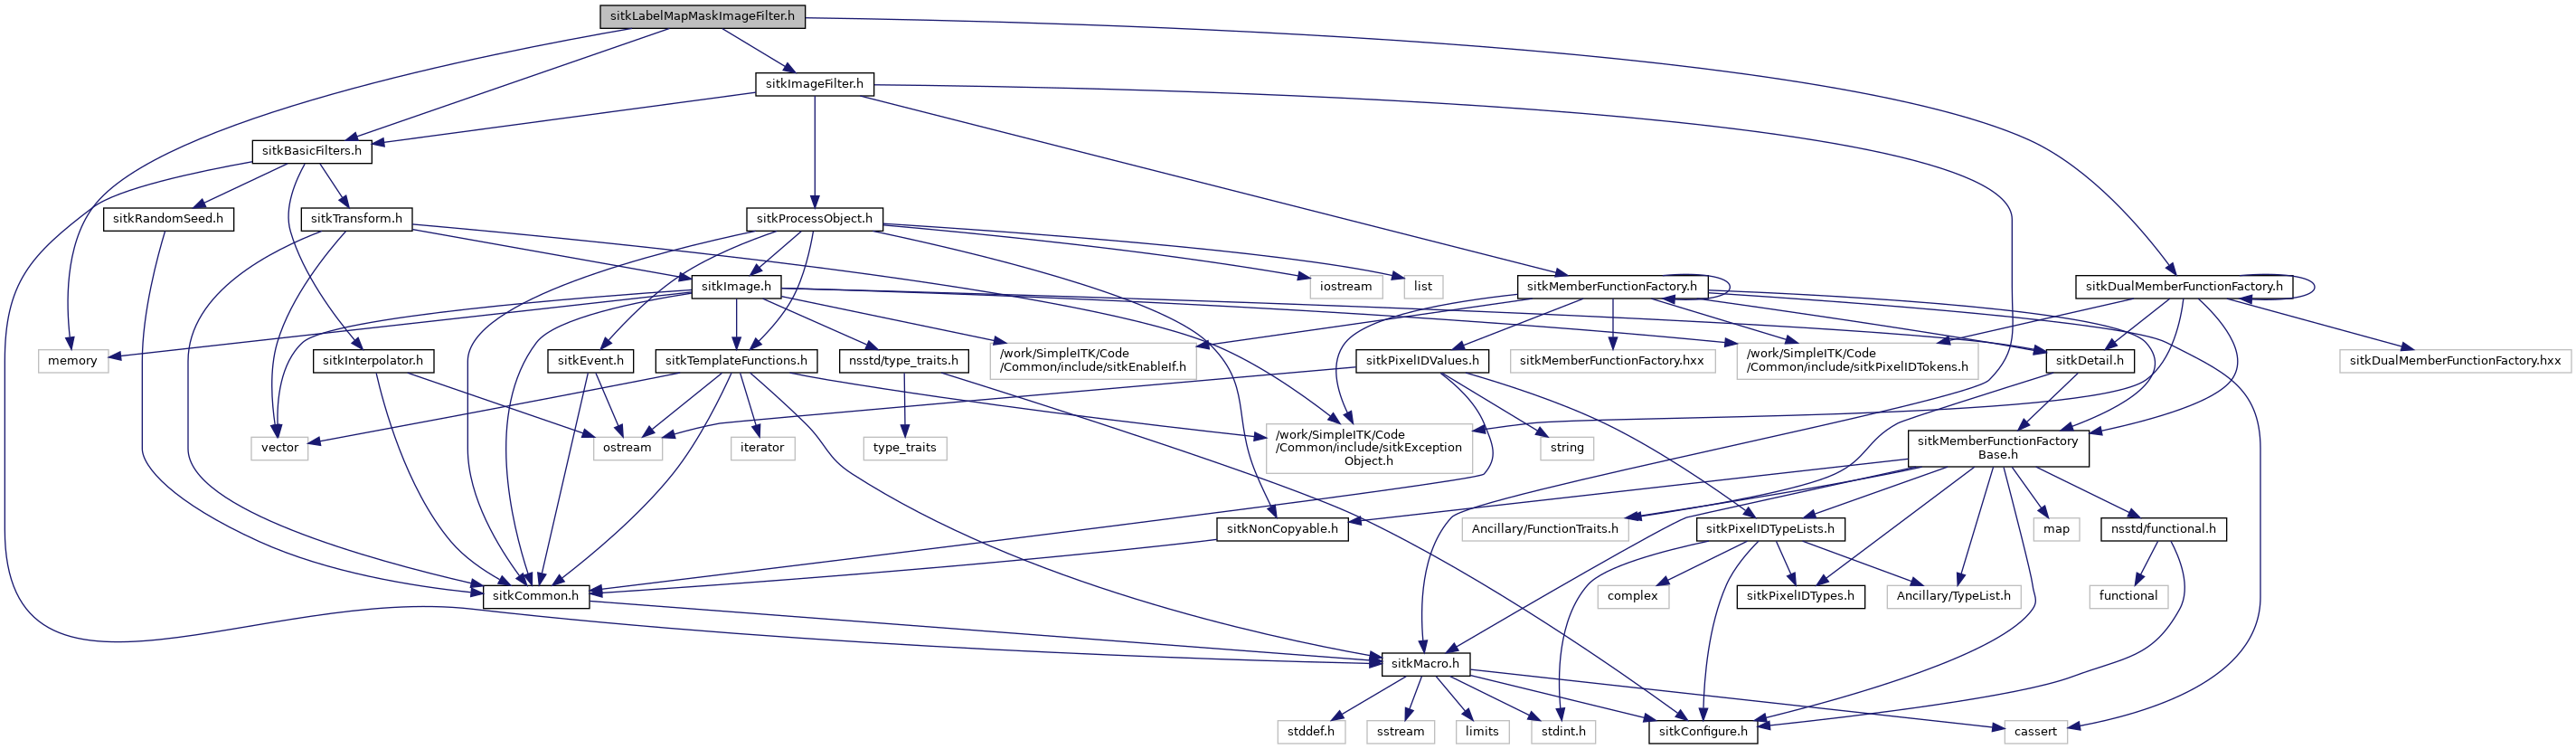 sitkLabelMapMaskImageFilter.h
sitkImageFilter.h
sitkBasicFilters.h
sitkRandomSeed.h
sitkTransform.h
sitkProcessObject.h
sitkImage.h
iostream
list
sitkMemberFunctionFactory.h
sitkDualMemberFunctionFactory.h
memory
sitkInterpolator.h
sitkEvent.h
sitkTemplateFunctions.h
nsstd/type_traits.h
/work/SimpleITK/Code
/Common/include/sitkEnableIf.h
sitkPixelIDValues.h
sitkMemberFunctionFactory.hxx
/work/SimpleITK/Code
/Common/include/sitkPixelIDTokens.h
sitkDetail.h
sitkDualMemberFunctionFactory.hxx
vector
ostream
iterator
type_traits
/work/SimpleITK/Code
/Common/include/sitkException
Object.h
string
sitkMemberFunctionFactory
Base.h
sitkNonCopyable.h
Ancillary/FunctionTraits.h
sitkPixelIDTypeLists.h
map
nsstd/functional.h
sitkCommon.h
complex
sitkPixelIDTypes.h
Ancillary/TypeList.h
functional
sitkMacro.h
stddef.h
sstream
limits
stdint.h
sitkConfigure.h
cassert